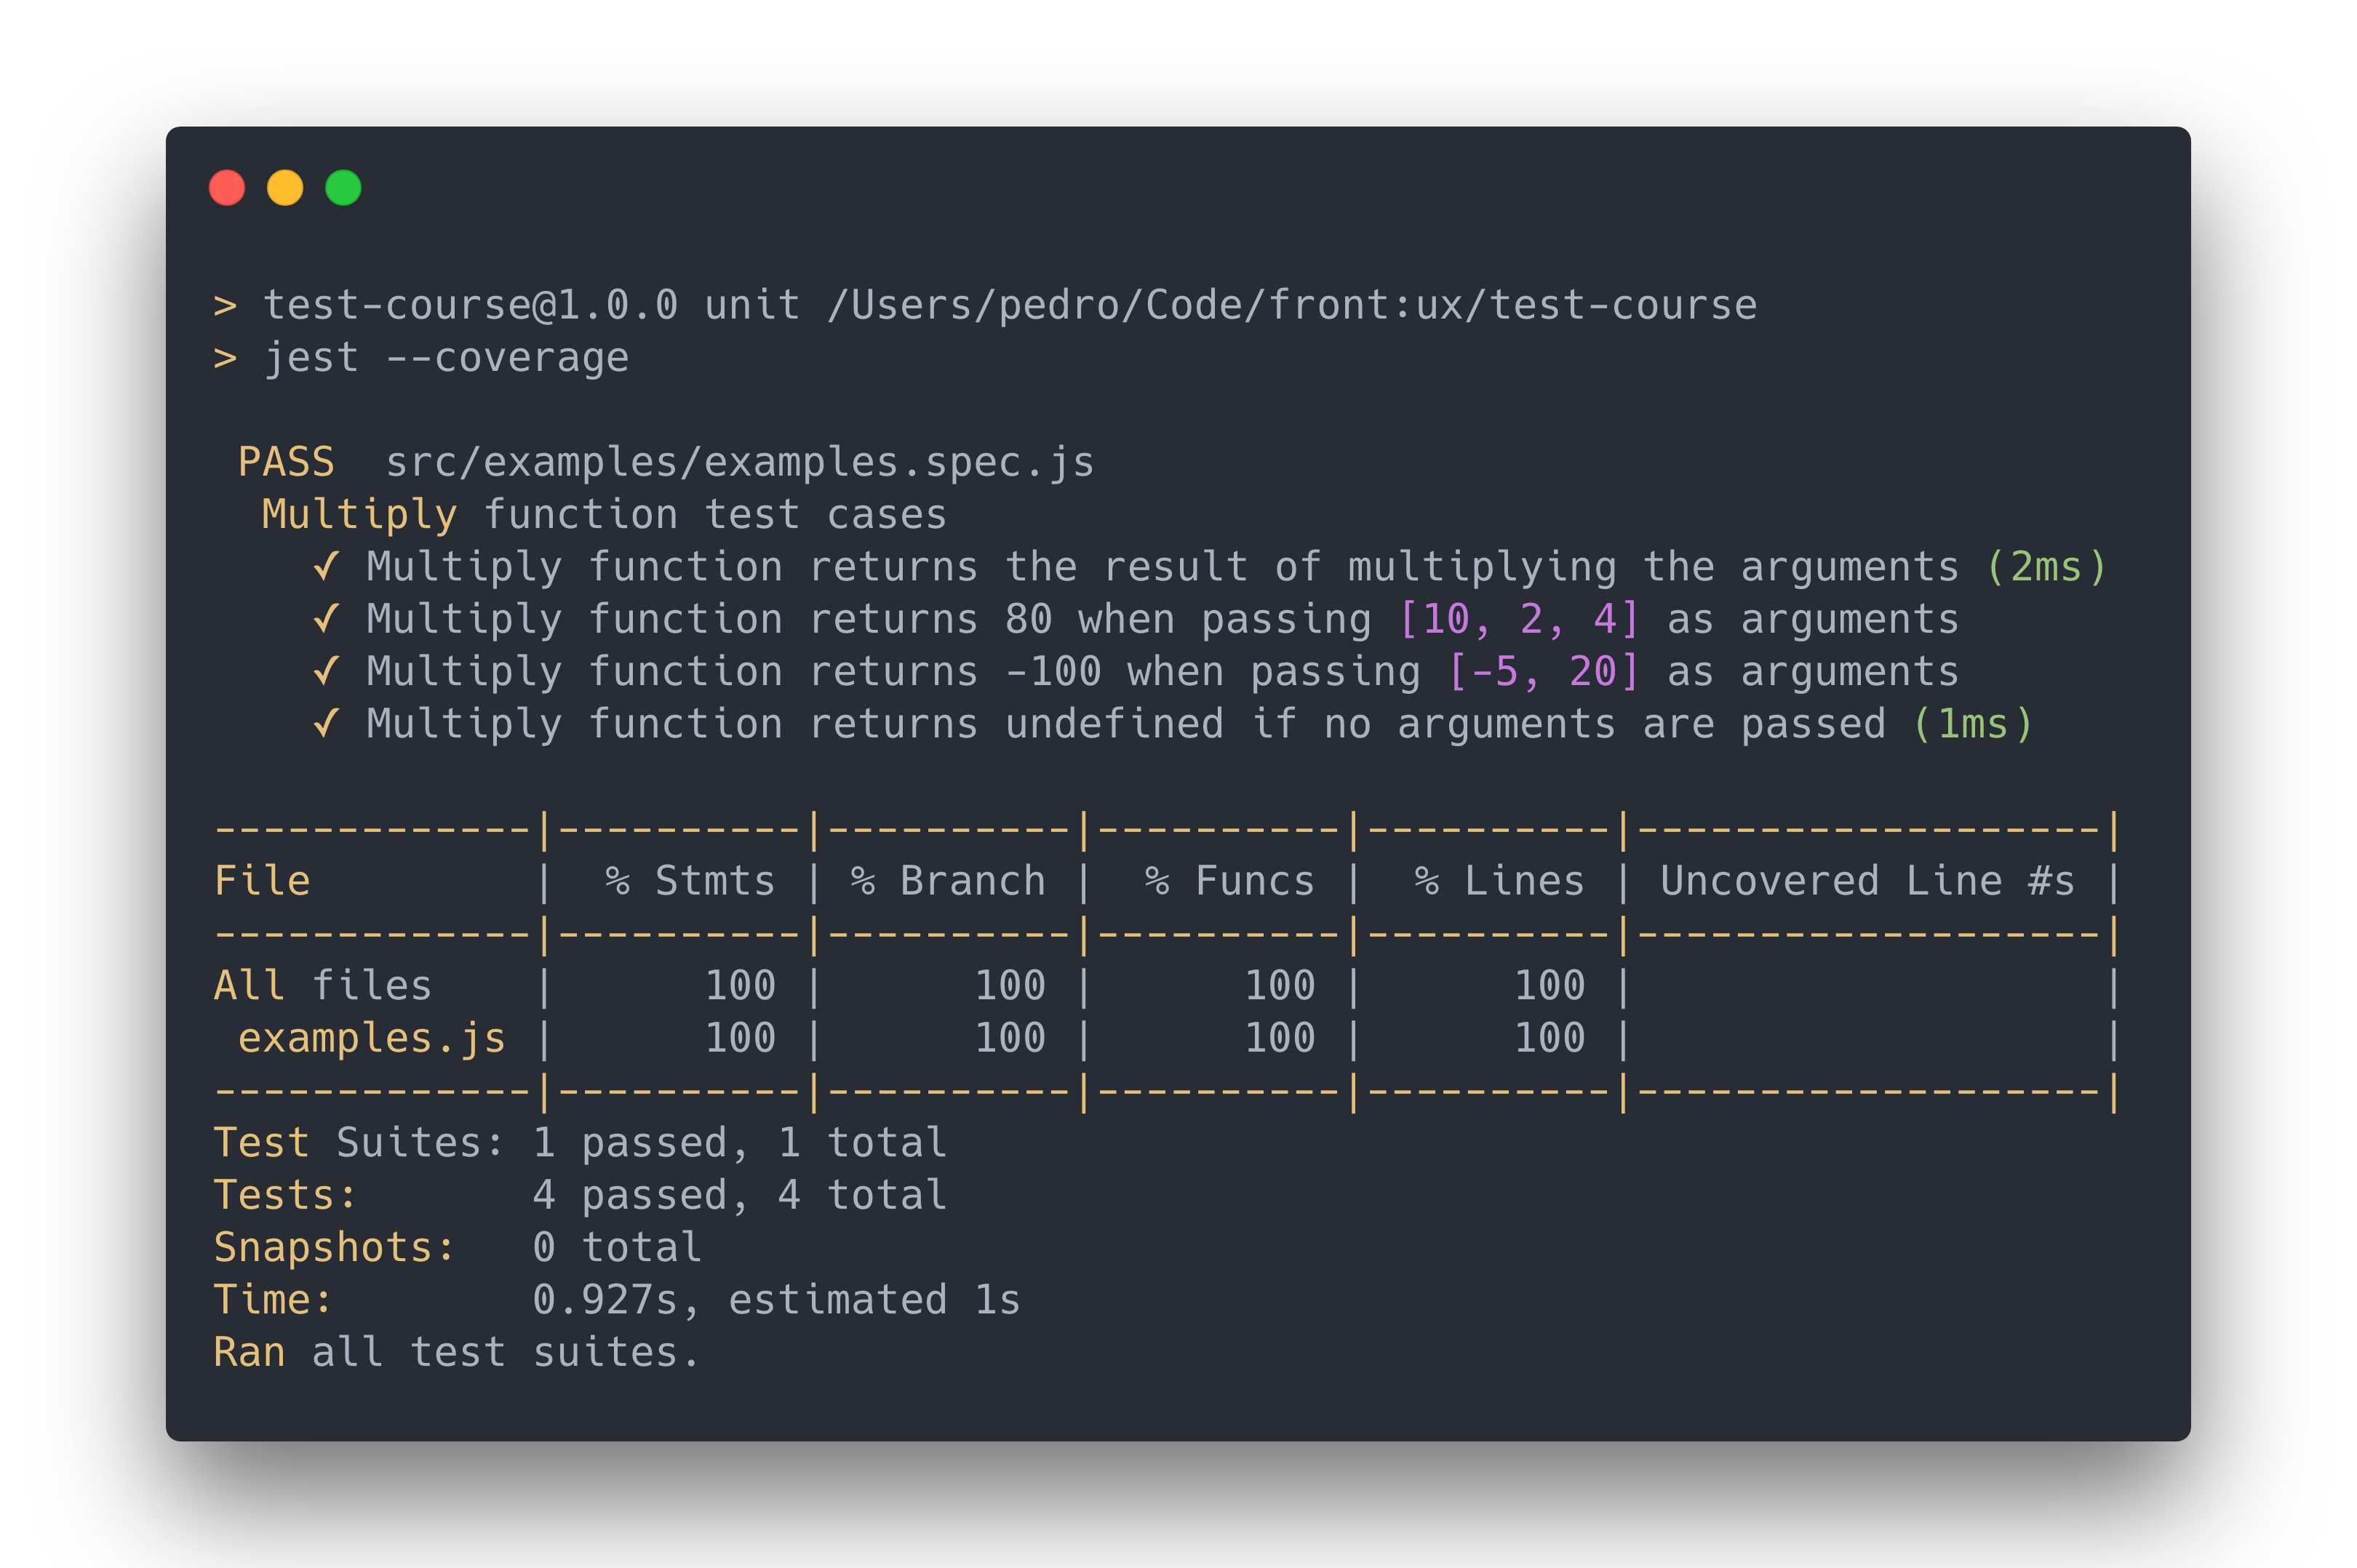 > test-course@1.0.0 unit /Users/pedro/Code/front:ux/test-course
> jest --coverage
PASS  src/examples/examples.spec.js
Multiply function test cases
✓ Multiply function returns the result of multiplying the arguments (2ms)
✓ Multiply function returns 80 when passing [10, 2, 4] as arguments
✓ Multiply function returns -100 when passing [-5, 20] as arguments
✓ Multiply function returns undefined if no arguments are passed (1ms)
-------------|----------|----------|----------|----------|-------------------|
File         |  % Stmts | % Branch |  % Funcs |  % Lines | Uncovered Line #s |
-------------|----------|----------|----------|----------|-------------------|
All files    |      100 |      100 |      100 |      100 |                   |
 examples.js |      100 |      100 |      100 |      100 |                   |
-------------|----------|----------|----------|----------|-------------------|
Test Suites: 1 passed, 1 total
Tests:       4 passed, 4 total
Snapshots:   0 total
Time:        0.927s, estimated 1s
Ran all test suites.